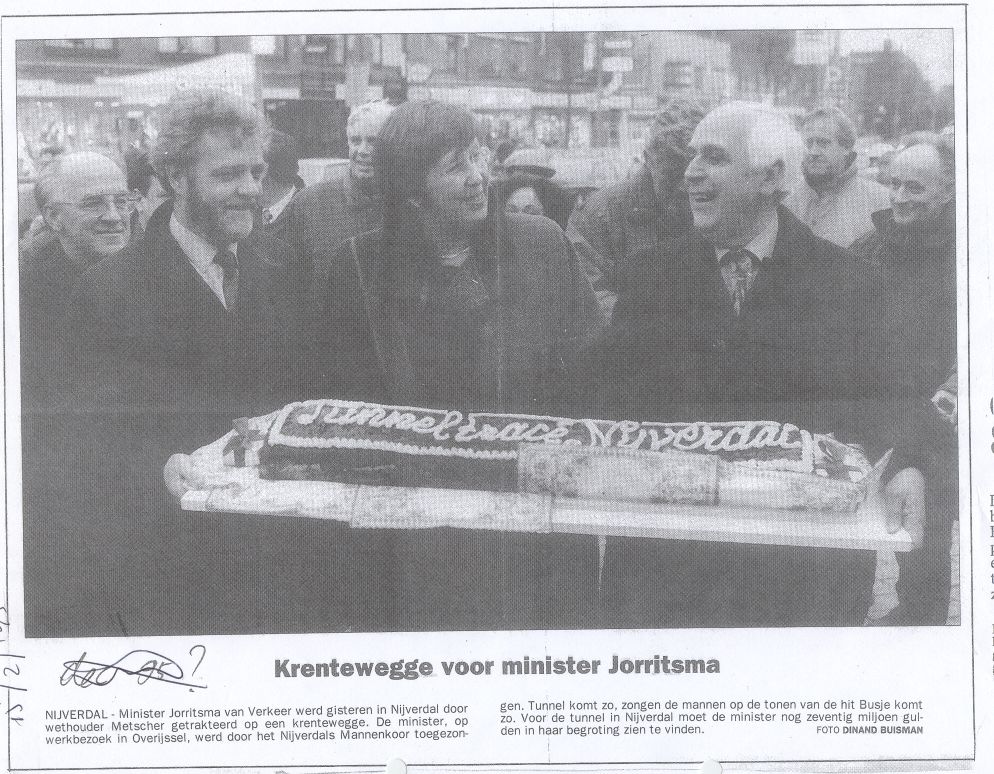 Tunneltrace Nijverdal
Krentewegge voor minister Jorritsma
NIJVERDAL - Minister Jorritsma van Verkeer werd gisteren in Nijverdal door
wethouder Metscher getrakteerd op een krentewegge. De minister, op
werkbezoek in Overijssel, werd door het Nijverdals Mannenkoor toegezon-
gen. Tunnel komt zo, zongen de mannen op de tonen van de hit Busje komt
zo. Voor de tunnel in Nijverdal moet de minister nog zeventig miljoen gul-
den in haar begroting zien te vinden.
FOTO DINAND BUISMAN